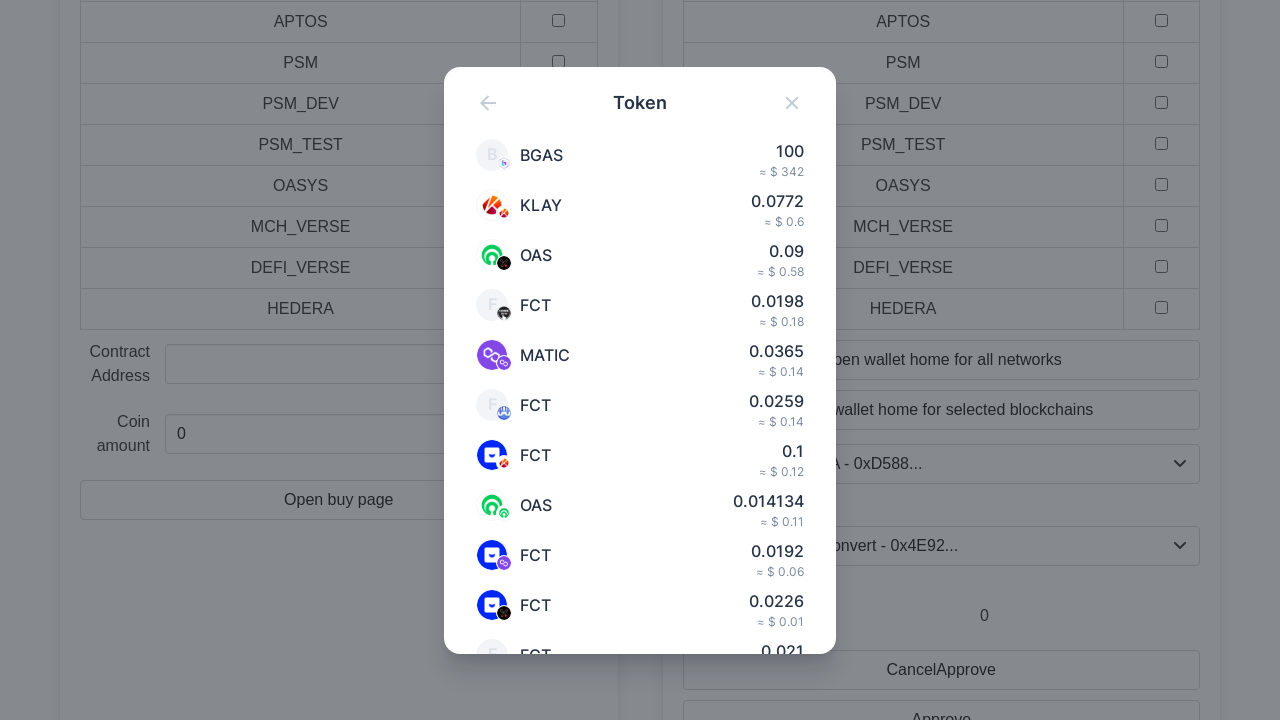 APTOS
PSM
PSM_DEV
PSM_TEST
OASYS
MCH_VERSE
DEFI_VERSE
HEDERA
Contract
Address
Coin
amount
0
Open buy page
Token
B
BGAS
100
≈ $ 342
KLAY
0.0772
≈ $ 0.6
OAS
0.09
≈ $ 0.58
F
FCT
0.0198
≈ $ 0.18
MATIC
0.0365
≈ $ 0.14
F
FCT
0.0259
≈ $ 0.14
FCT
0.1
≈ $ 0.12
OAS
0.014134
≈ $ 0.11
FCT
0.0192
≈ $ 0.06
FCT
0.0226
≈ $ 0.01
F
FCT
0.021
APTOS
PSM
PSM_DEV
PSM_TEST
OASYS
MCH_VERSE
DEFI_VERSE
HEDERA
pen wallet home for all networks
wallet home for selected blockchains
A - 0xD588...
onvert - 0x4E92...
0
CancelApprove
Approve